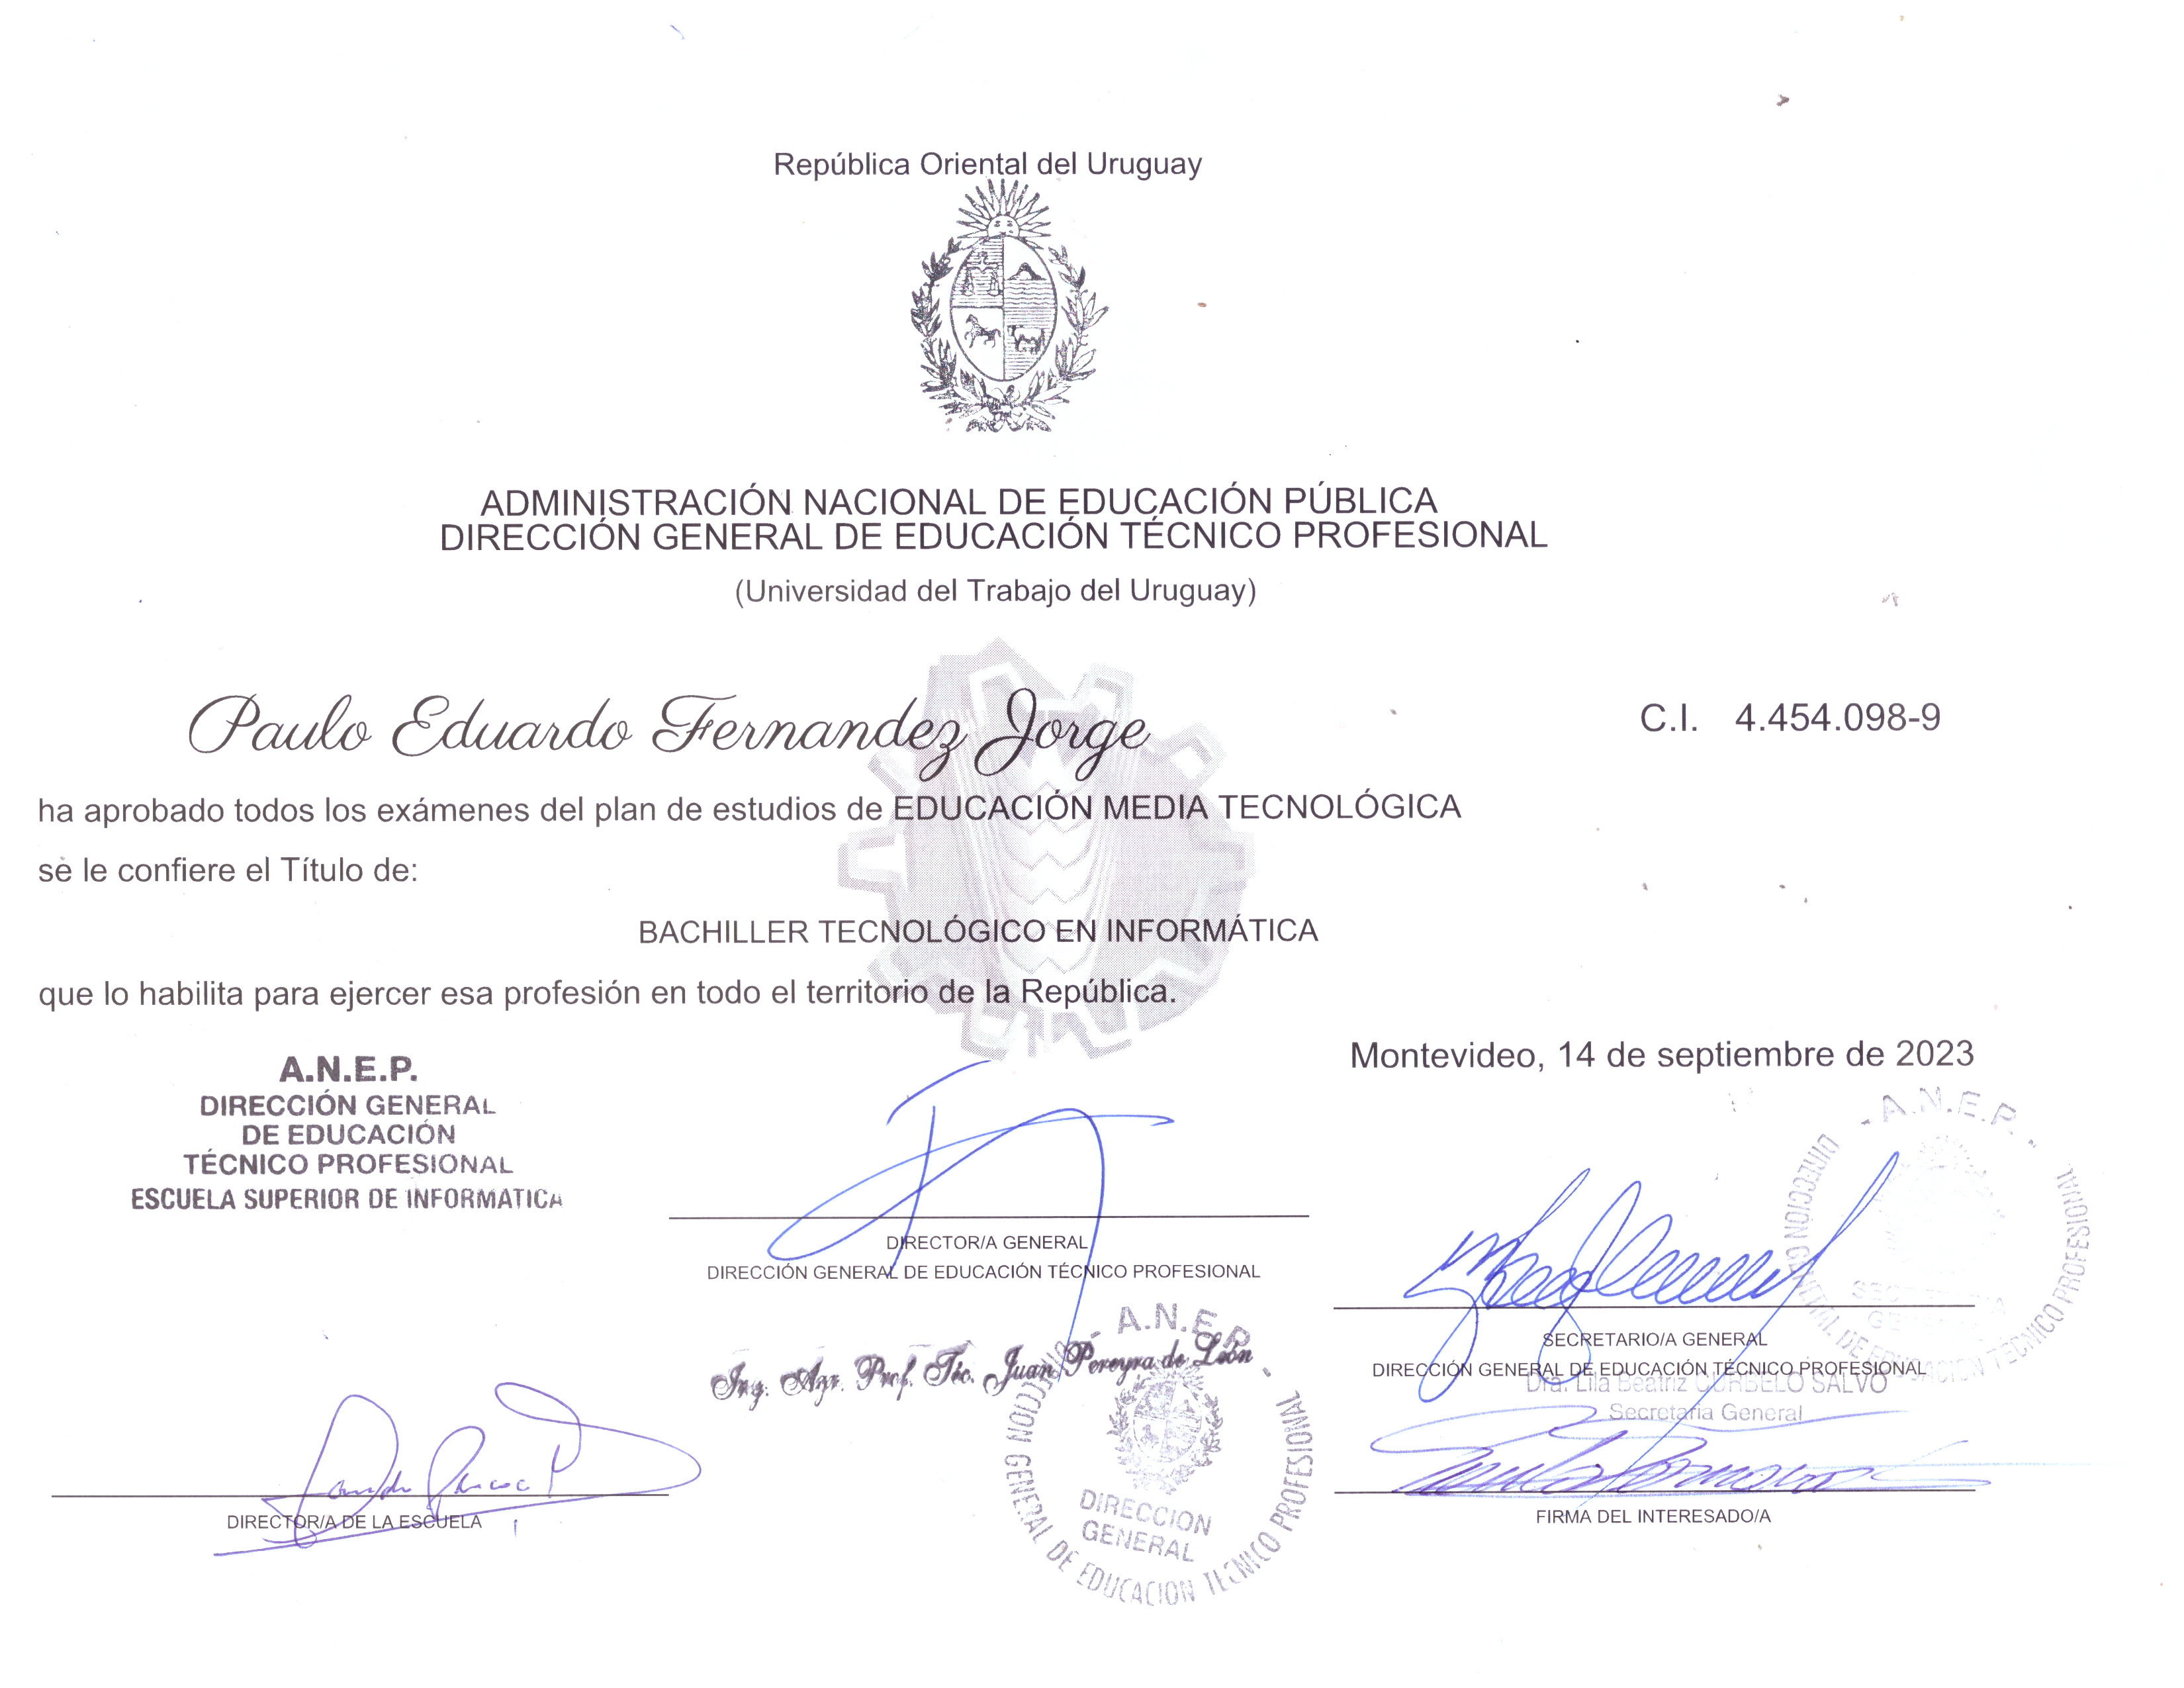 República Oriental del Uruguay
ADMINISTRACIÓN NACIONAL DE EDUCACIÓN PÚBLICA
DIRECCIÓN GENERAL DE EDUCACIÓN TÉCNICO PROFESIONAL
(Universidad del Trabajo del Uruguay)
Paulo Eduardo Fernandez Jorge C.I. 4.454.098-9
ha aprobado todos los exámenes del plan de estudios de EDUCACIÓN MEDIA TECNOLÓGICA
se le confiere el Título de:
BACHILLER TECNOLÓGICO EN INFORMÁTICA
que lo habilita para ejercer esa profesión en todo el territorio de la República.
Montevideo, 14 de septiembre de 2023
A.N.E.P.
DIRECCIÓN GENERAL
DE EDUCACIÓN
TÉCNICO PROFESIONAL
ESCUELA SUPERIOR DE INFORMATICA
DIRECTOR/A GENERAL
DIRECCIÓN GENERAL DE EDUCACIÓN TÉCNICO PROFESIONAL
Ing. Agr. Prof. Téc. Juan Pereyra de León
- A.N.E.P. -
DIRECCION GENERAL DE EDUCACION TECNICO PROFESIONAL
DIRECCION
GENERAL
- A.N.E.P. -
DIRECCION GENERAL DE EDUCACION TECNICO PROFESIONAL
SECRETARIO/A GENERAL
DIRECCIÓN GENERAL DE EDUCACIÓN TÉCNICO PROFESIONAL
Dra. Lila Beatriz CURBELO SALVO
Secretaria General
DIRECTOR/A DE LA ESCUELA
FIRMA DEL INTERESADO/A